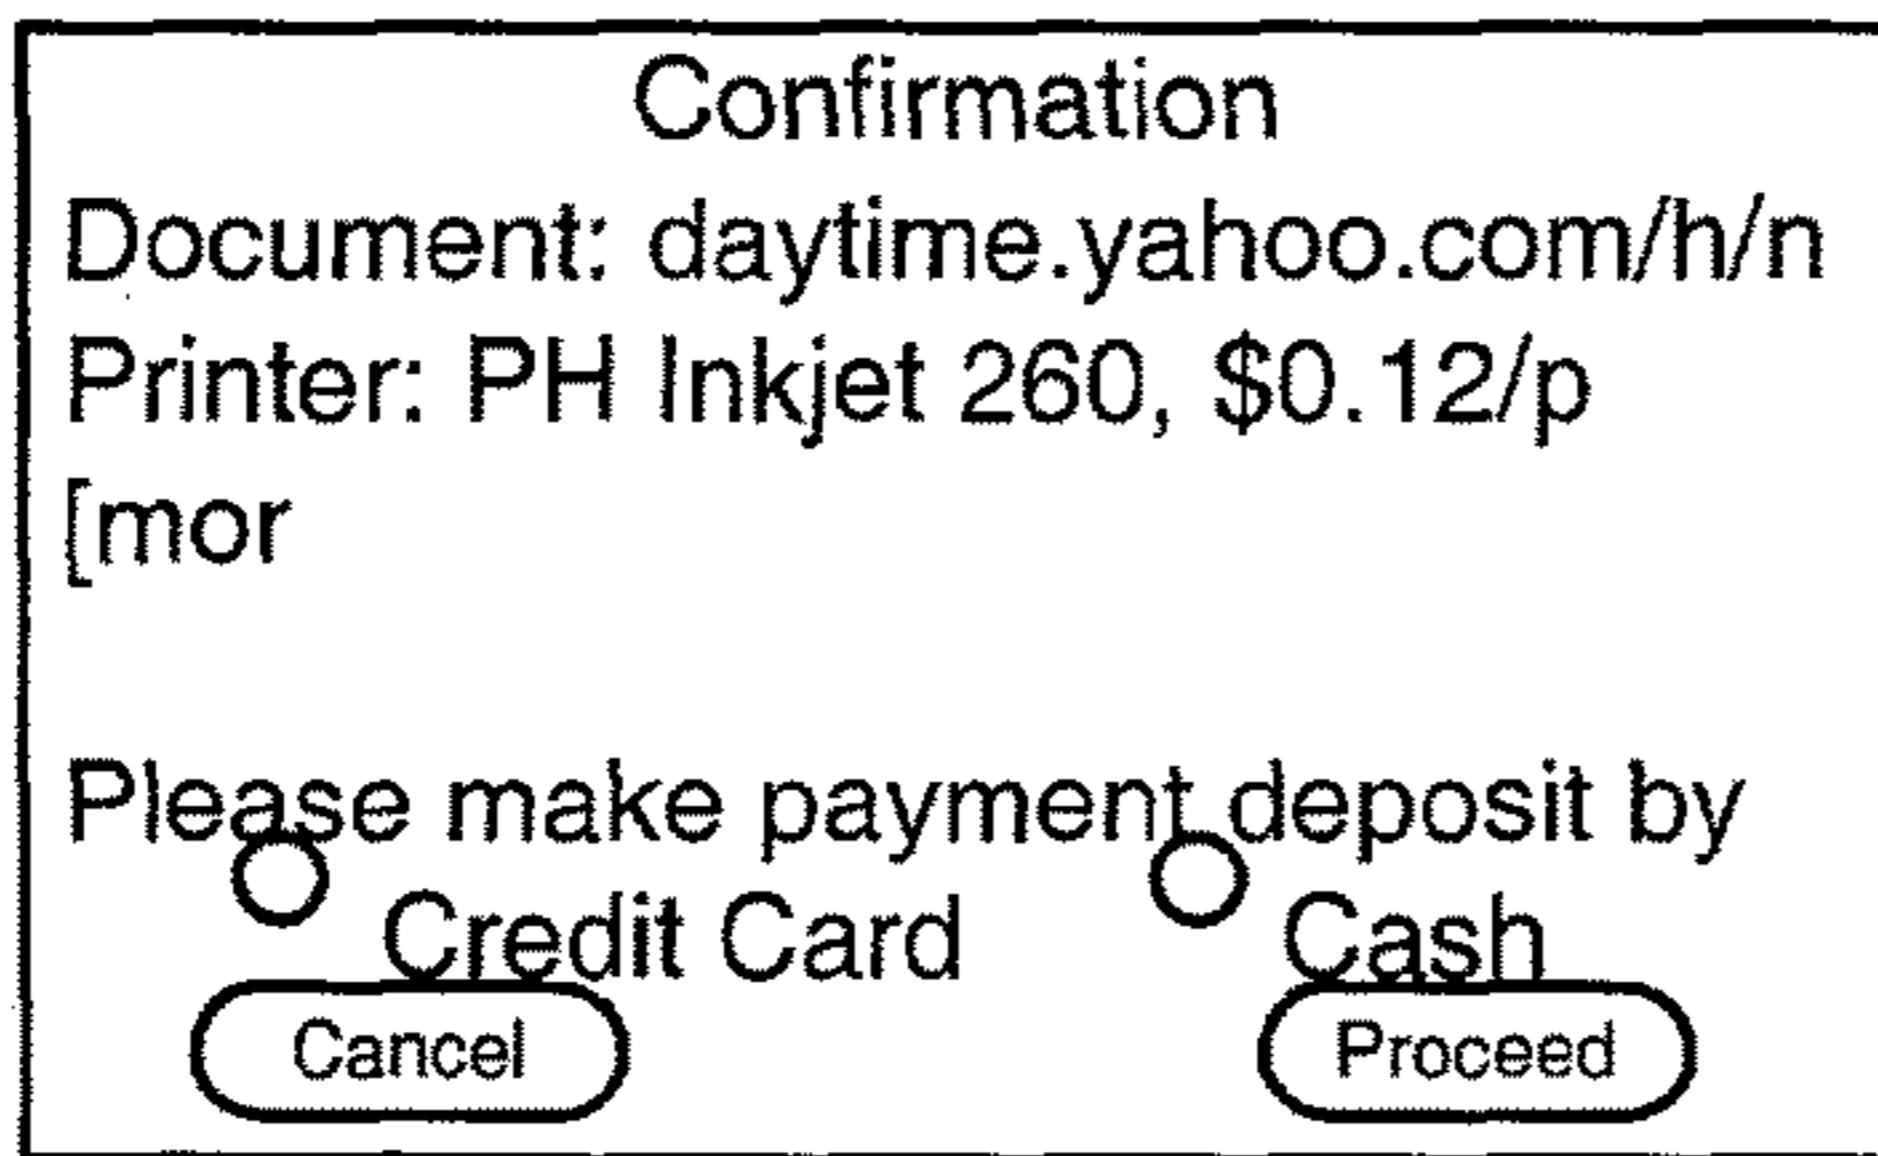 Confirmation
Document: daytime.yahoo.com/h/n
Printer: PH Inkjet 260, $0.12/p
[mor
Please make payment deposit by
Credit Card Cash
Cancel Proceed